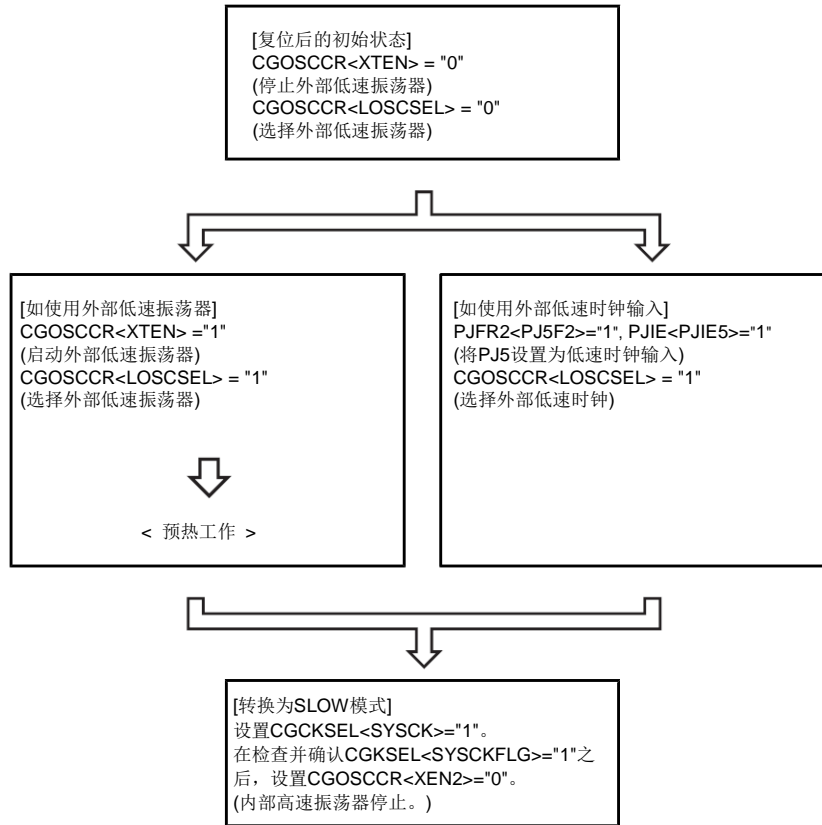 [复位后的初始状态]
CGOSCCR<XTEN> = "0"
(停止外部低速振荡器)
CGOSCCR<LOSCSEL> = "0"
(选择外部低速振荡器)
[如使用外部低速振荡器]
CGOSCCR<XTEN> ="1"
(启动外部低速振荡器)
CGOSCCR<LOSCSEL> = "1"
(选择外部低速振荡器)
< 预热工作 >
[如使用外部低速时钟输入]
PJFR2<PJ5F2>="1", PJIE<PJIE5>="1"
(将PJ5设置为低速时钟输入)
CGOSCCR<LOSCSEL> = "1"
(选择外部低速时钟)
[转换为SLOW模式]
设置CGCKSEL<SYSCK>="1"。
在检查并确认CGKSEL<SYSCKFLG>="1"之
后，设置CGOSCCR<XEN2>="0"。
(内部高速振荡器停止。)